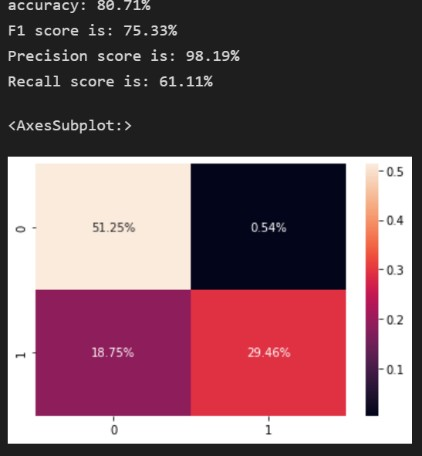 accuracy: 80.71%
F1 score is: 75.33%
Precision score is: 98.19%
Recall score is: 61.11%
<AxesSubplot:>
0.5
0 51.25% 0.54%
0.4
0.3
0.2
1 18.75% 29.46%
0.1
0 1